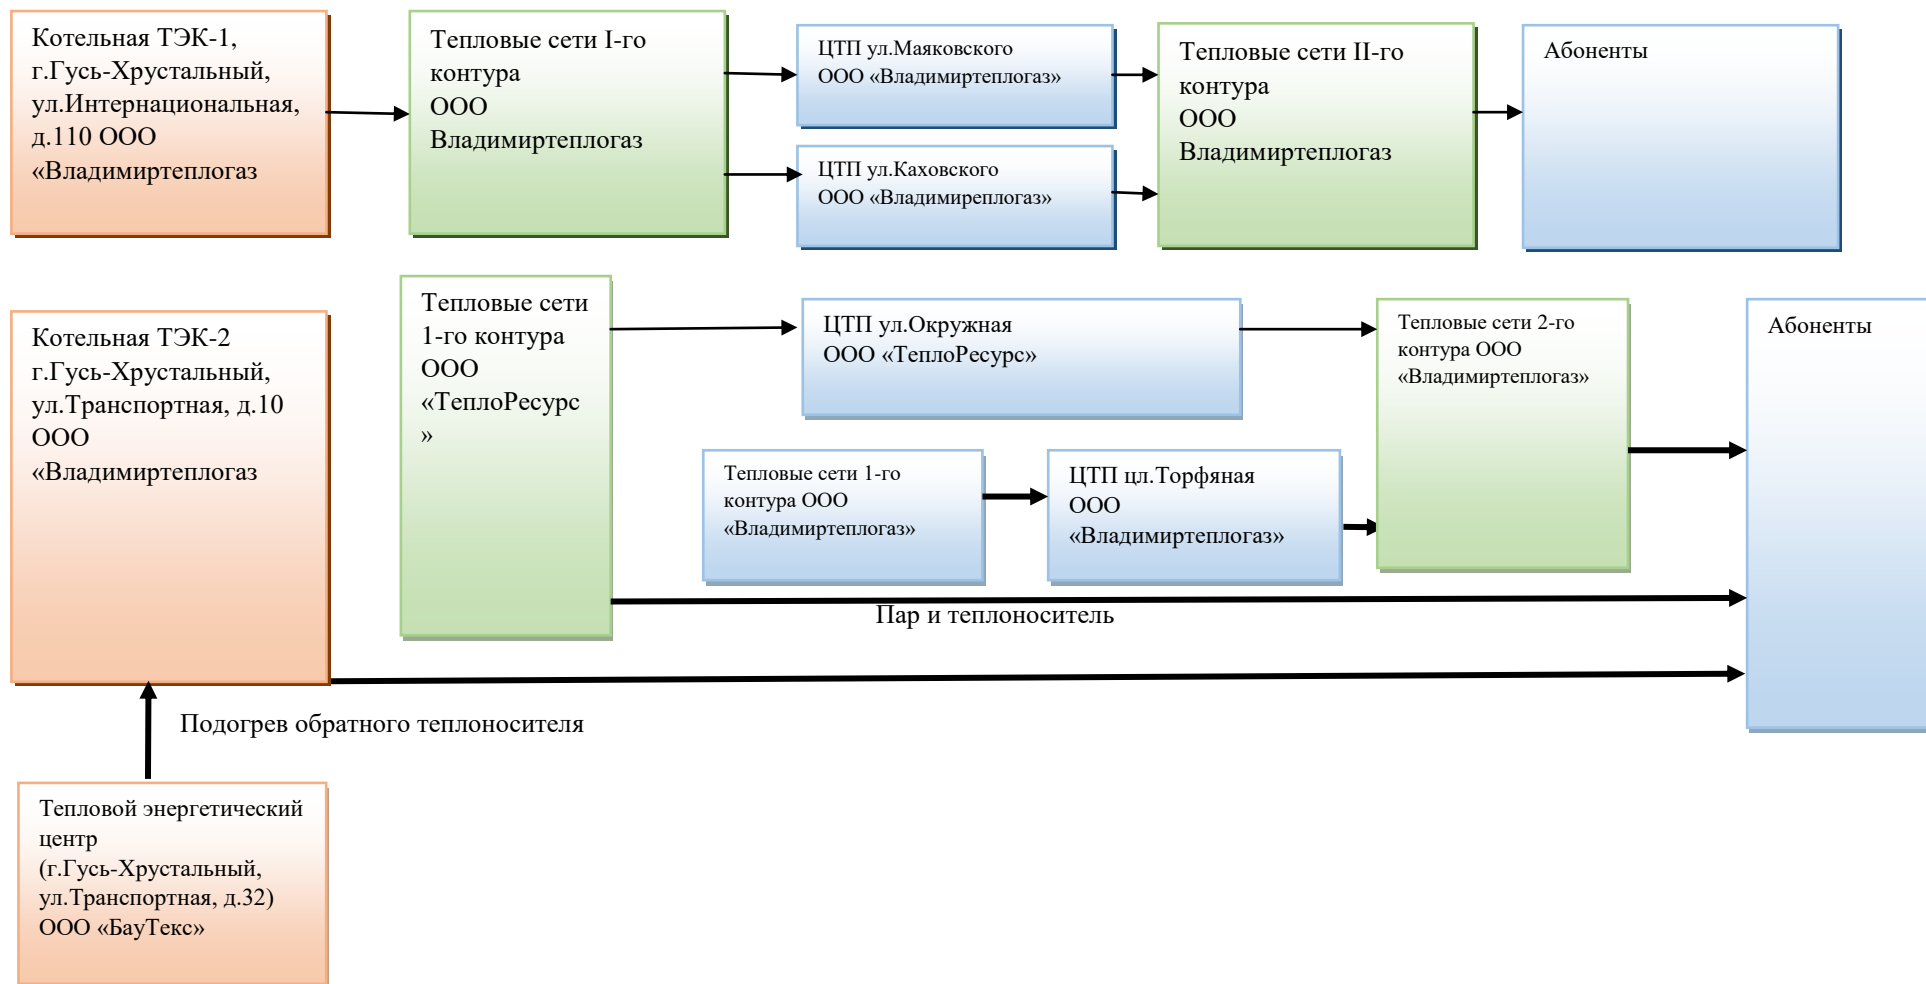 Котельная ТЭК-1,
г.Гусь-Хрустальный,
ул.Интернациональная,
д.110 ООО
«Владимиртеплогаз
Тепловые сети I-го
контура
ООО
Владимиртеплогаз
ЦТП ул.Маяковского
ООО «Владимиртеплогаз»
ЦТП ул.Каховского
ООО «Владимиреплогаз»
Тепловые сети II-го
контура
ООО
Владимиртеплогаз
Абоненты
Котельная ТЭК-2
г.Гусь-Хрустальный,
ул.Транспортная, д.10
ООО
«Владимиртеплогаз
Тепловые сети
1-го контура
ООО
«ТеплоРесурс
»
ЦТП ул.Окружная
ООО «ТеплоРесурс»
Тепловые сети 1-го
контура ООО
«Владимиртеплогаз»
ЦТП цл.Торфяная
ООО
«Владимиртеплогаз»
Тепловые сети 2-го
контура ООО
«Владимиртеплогаз»
Абоненты
Пар и теплоноситель
Подогрев обратного теплоносителя
Тепловой энергетический
центр
(г.Гусь-Хрустальный,
ул.Транспортная, д.32)
ООО «БауТекс»